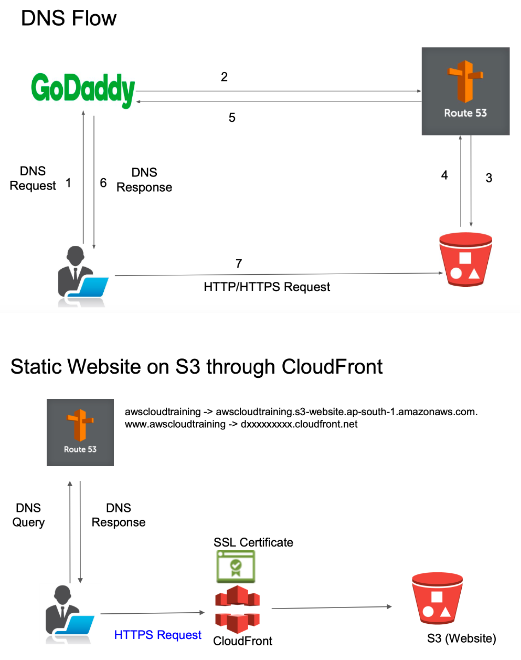 DNS Flow
GoDaddy
2
5
Route 53
DNS
Request
1
6
DNS
Response
4
3
7
HTTP/HTTPS Request
Static Website on S3 through CloudFront
Route 53
awscloudtraining -> awscloudtraining.s3-website.ap-south-1.amazonaws.com.
www.awscloudtraining -> dxxxxxxxxx.cloudfront.net
DNS
Query
DNS
Response
SSL Certificate
HTTPS Request
CloudFront
S3 (Website)